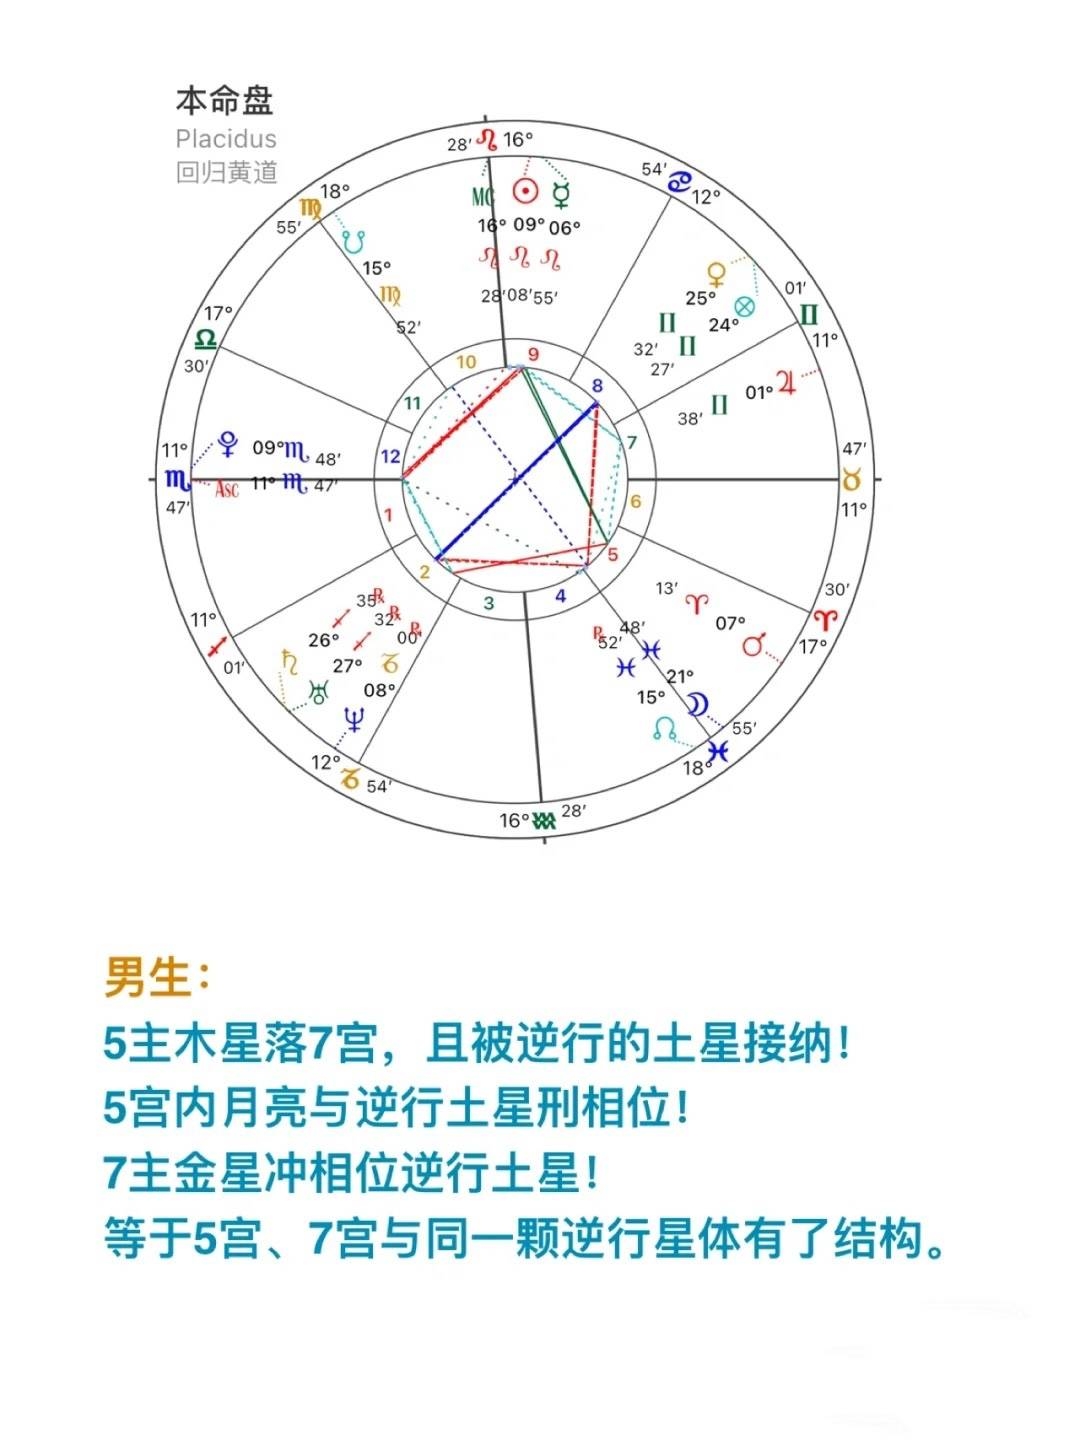 本命盘
Placidus
回归黄道
28′ ♌ 16°
54′ ♋ 12°
18° ♍ 55′
MC ☉ ☿
16° 09° 06°
♌ ♌ ♌
28′ 08′ 55′
☋ 15° ♍ 52′
♀ 25° ♊ 32′
⊗ 24° ♊ 27′
01′ ♊ 11°
17° ♎ 30′
♃ 01° ♊ 38′
10 9
11 8
12 7
1 6
2 5
3 4
11° ♏ 47′
♇ 09° ♏ 48′
Asc 11° ♏ 47′
47′ ♉ 11°
13′ ♈ 07° ♂
30′ ♈ 17°
11° ♐ 01′
♄ 26° ♐ 35′ ℞
♅ 27° ♐ 32′ ℞
♆ 08° ♑ 00′ ℞
48′ ♓ 21° ☽
℞ 52′ ♓ 15° ☊
55′ ♓ 18°
12° ♑ 54′
16° ♒ 28′
男生：
5主木星落7宫，且被逆行的土星接纳！
5宫内月亮与逆行土星刑相位！
7主金星冲相位逆行土星！
等于5宫、7宫与同一颗逆行星体有了结构。